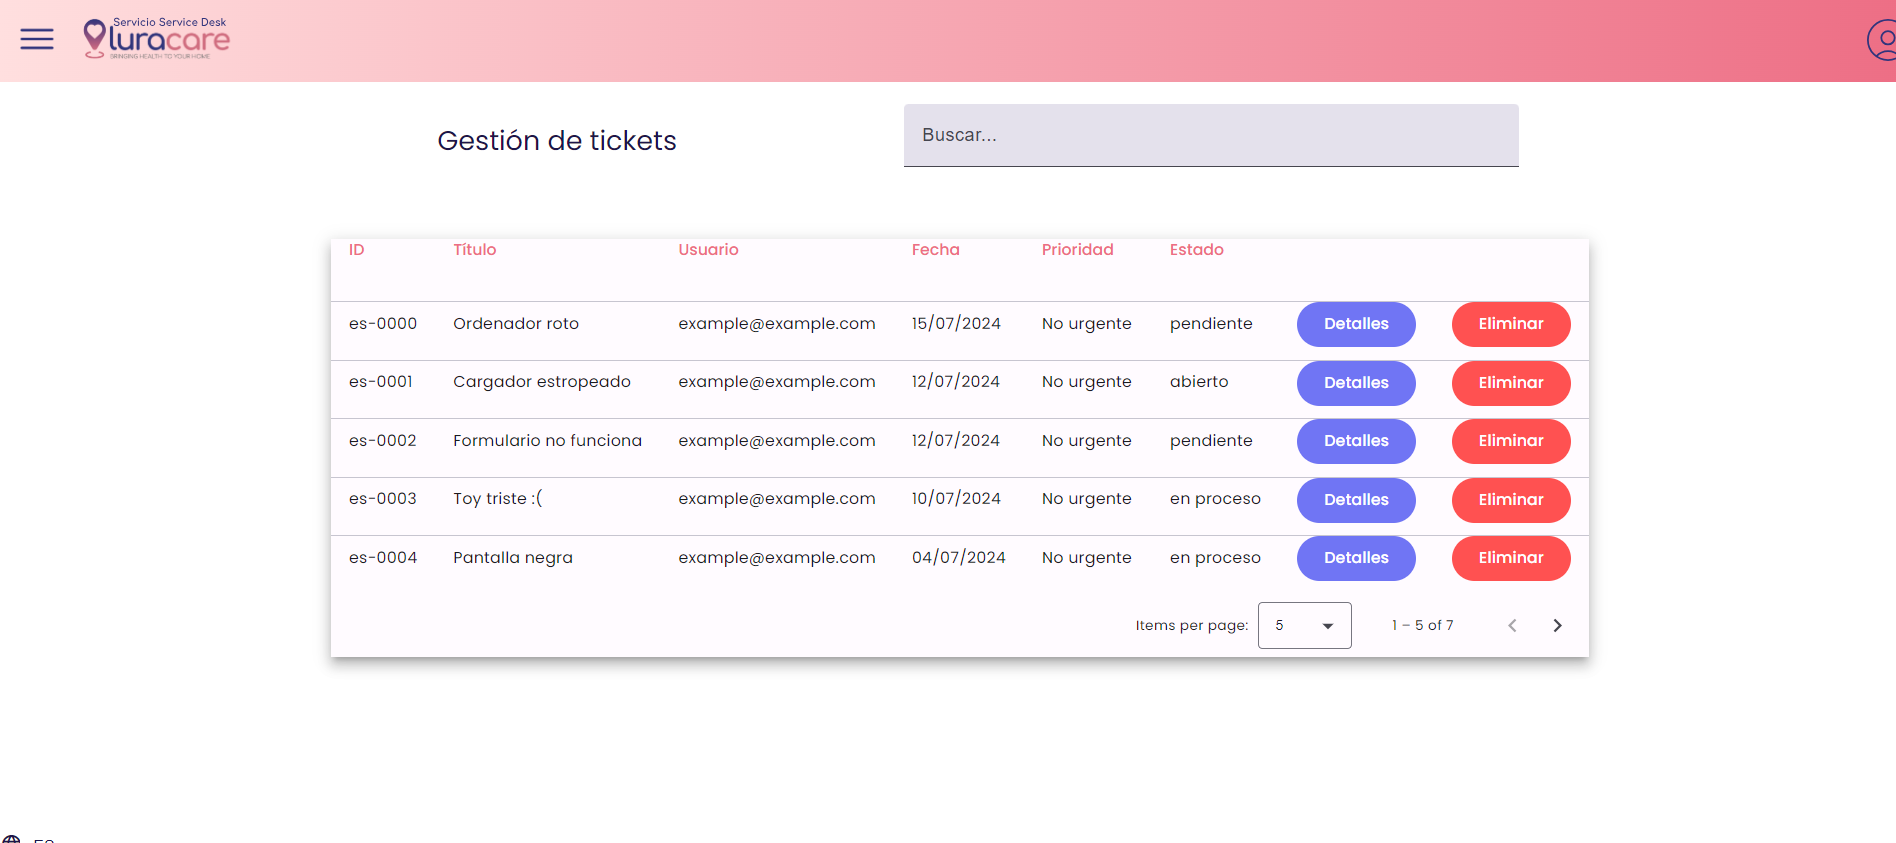 Servicio Service Desk
luracare
BRINGING HEALTH TO YOUR HOME
Gestión de tickets
Buscar...
ID Título Usuario Fecha Prioridad Estado
es-0000 Ordenador roto example@example.com 15/07/2024 No urgente pendiente Detalles Eliminar
es-0001 Cargador estropeado example@example.com 12/07/2024 No urgente abierto Detalles Eliminar
es-0002 Formulario no funciona example@example.com 12/07/2024 No urgente pendiente Detalles Eliminar
es-0003 Toy triste :( example@example.com 10/07/2024 No urgente en proceso Detalles Eliminar
es-0004 Pantalla negra example@example.com 04/07/2024 No urgente en proceso Detalles Eliminar
Items per page: 5 1 – 5 of 7